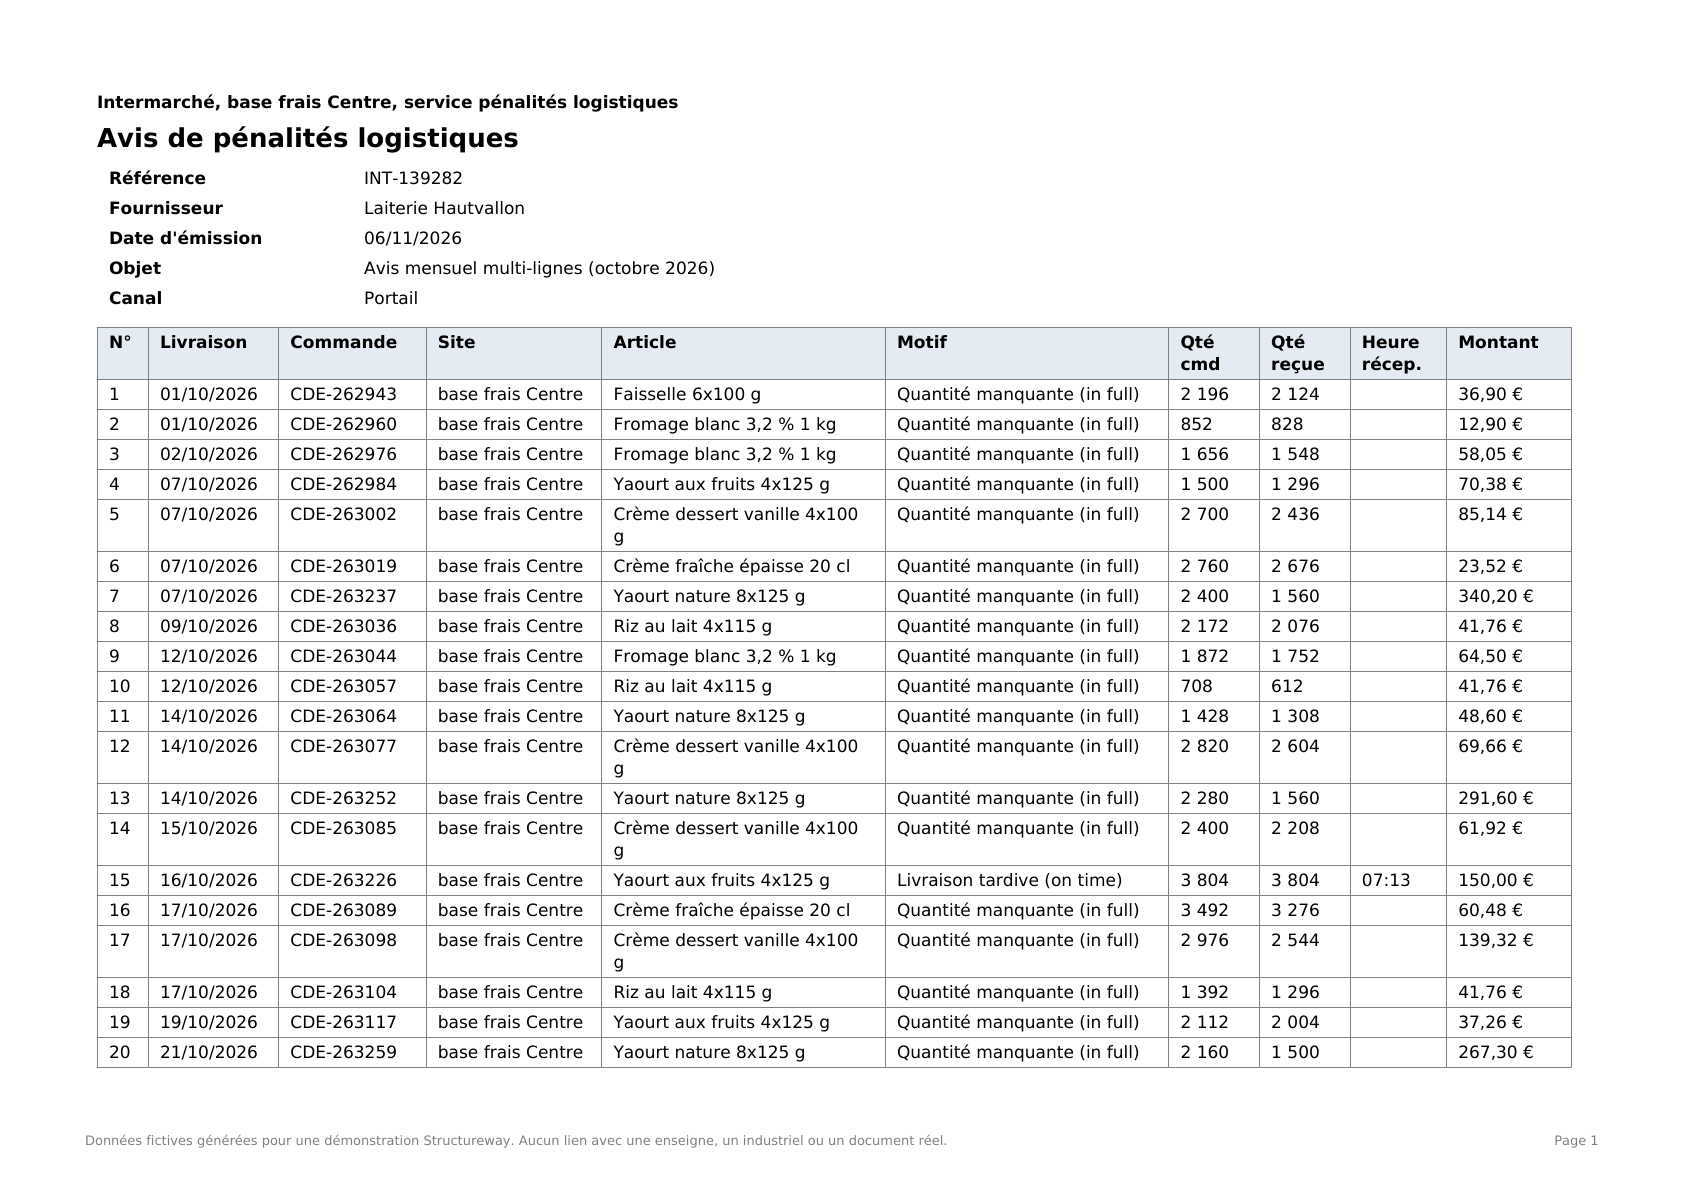 Intermarché, base frais Centre, service pénalités logistiques
Avis de pénalités logistiques
Référence INT-139282
Fournisseur Laiterie Hautvallon
Date d'émission 06/11/2026
Objet Avis mensuel multi-lignes (octobre 2026)
Canal Portail
N° Livraison Commande Site Article Motif Qté cmd Qté reçue Heure récep. Montant
1 01/10/2026 CDE-262943 base frais Centre Faisselle 6x100 g Quantité manquante (in full) 2 196 2 124 36,90 €
2 01/10/2026 CDE-262960 base frais Centre Fromage blanc 3,2 % 1 kg Quantité manquante (in full) 852 828 12,90 €
3 02/10/2026 CDE-262976 base frais Centre Fromage blanc 3,2 % 1 kg Quantité manquante (in full) 1 656 1 548 58,05 €
4 07/10/2026 CDE-262984 base frais Centre Yaourt aux fruits 4x125 g Quantité manquante (in full) 1 500 1 296 70,38 €
5 07/10/2026 CDE-263002 base frais Centre Crème dessert vanille 4x100 g Quantité manquante (in full) 2 700 2 436 85,14 €
6 07/10/2026 CDE-263019 base frais Centre Crème fraîche épaisse 20 cl Quantité manquante (in full) 2 760 2 676 23,52 €
7 07/10/2026 CDE-263237 base frais Centre Yaourt nature 8x125 g Quantité manquante (in full) 2 400 1 560 340,20 €
8 09/10/2026 CDE-263036 base frais Centre Riz au lait 4x115 g Quantité manquante (in full) 2 172 2 076 41,76 €
9 12/10/2026 CDE-263044 base frais Centre Fromage blanc 3,2 % 1 kg Quantité manquante (in full) 1 872 1 752 64,50 €
10 12/10/2026 CDE-263057 base frais Centre Riz au lait 4x115 g Quantité manquante (in full) 708 612 41,76 €
11 14/10/2026 CDE-263064 base frais Centre Yaourt nature 8x125 g Quantité manquante (in full) 1 428 1 308 48,60 €
12 14/10/2026 CDE-263077 base frais Centre Crème dessert vanille 4x100 g Quantité manquante (in full) 2 820 2 604 69,66 €
13 14/10/2026 CDE-263252 base frais Centre Yaourt nature 8x125 g Quantité manquante (in full) 2 280 1 560 291,60 €
14 15/10/2026 CDE-263085 base frais Centre Crème dessert vanille 4x100 g Quantité manquante (in full) 2 400 2 208 61,92 €
15 16/10/2026 CDE-263226 base frais Centre Yaourt aux fruits 4x125 g Livraison tardive (on time) 3 804 3 804 07:13 150,00 €
16 17/10/2026 CDE-263089 base frais Centre Crème fraîche épaisse 20 cl Quantité manquante (in full) 3 492 3 276 60,48 €
17 17/10/2026 CDE-263098 base frais Centre Crème dessert vanille 4x100 g Quantité manquante (in full) 2 976 2 544 139,32 €
18 17/10/2026 CDE-263104 base frais Centre Riz au lait 4x115 g Quantité manquante (in full) 1 392 1 296 41,76 €
19 19/10/2026 CDE-263117 base frais Centre Yaourt aux fruits 4x125 g Quantité manquante (in full) 2 112 2 004 37,26 €
20 21/10/2026 CDE-263259 base frais Centre Yaourt nature 8x125 g Quantité manquante (in full) 2 160 1 500 267,30 €
Données fictives générées pour une démonstration Structureway. Aucun lien avec une enseigne, un industriel ou un document réel. Page 1